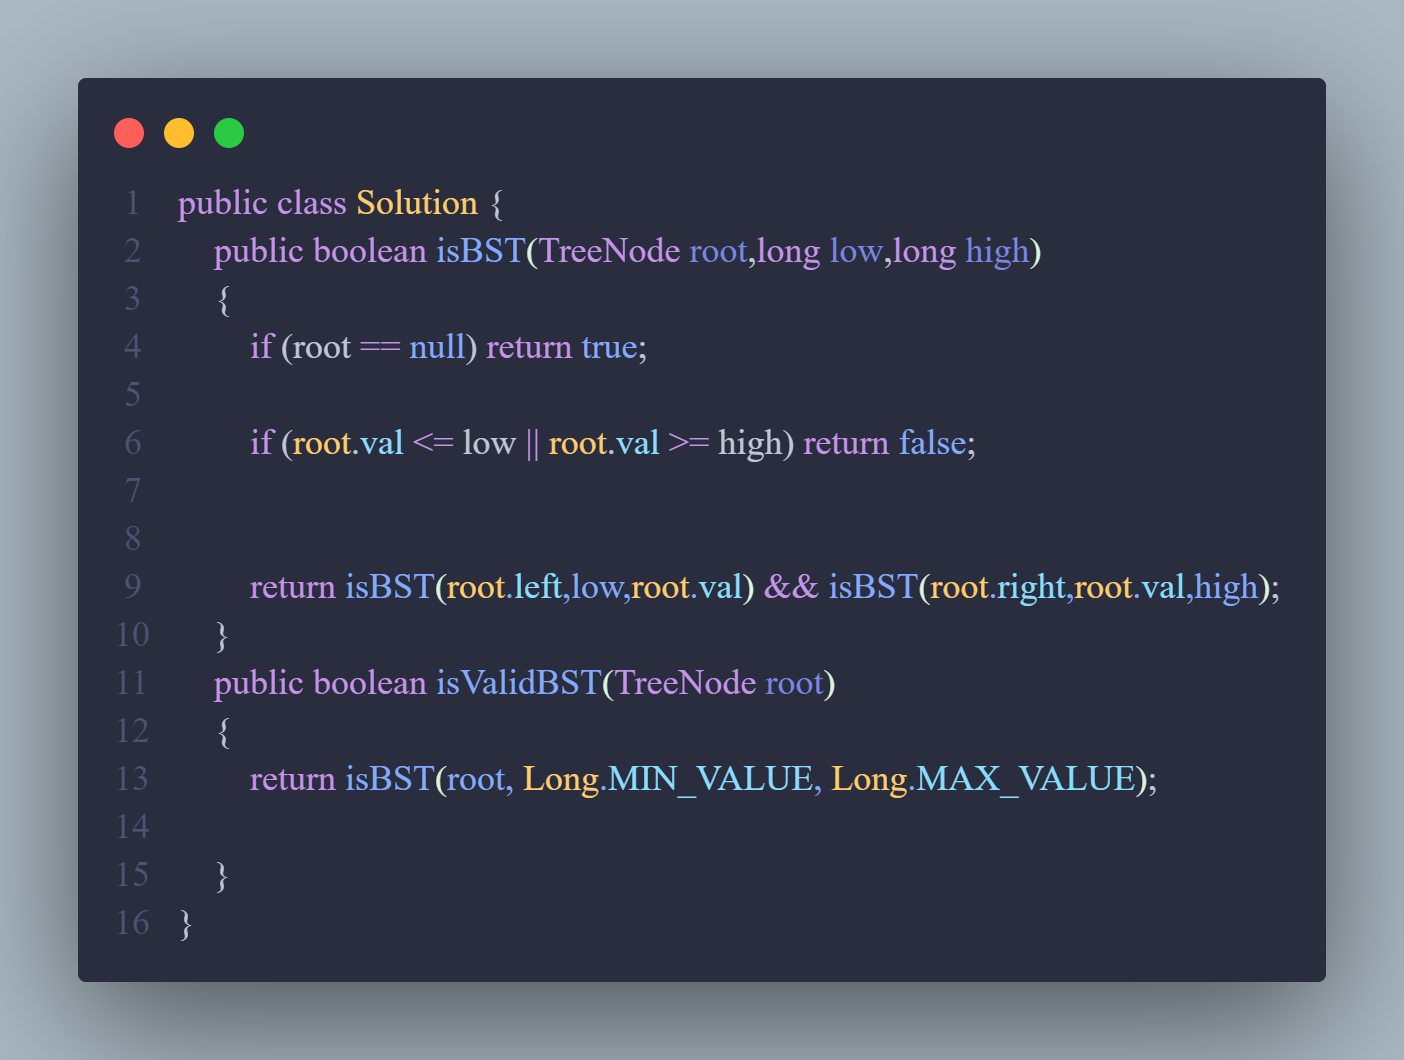 1 public class Solution {
2 public boolean isBST(TreeNode root,long low,long high)
3 {
4 if (root == null) return true;
5
6 if (root.val <= low || root.val >= high) return false;
7
8
9 return isBST(root.left,low,root.val) && isBST(root.right,root.val,high);
10 }
11 public boolean isValidBST(TreeNode root)
12 {
13 return isBST(root, Long.MIN_VALUE, Long.MAX_VALUE);
14
15 }
16 }